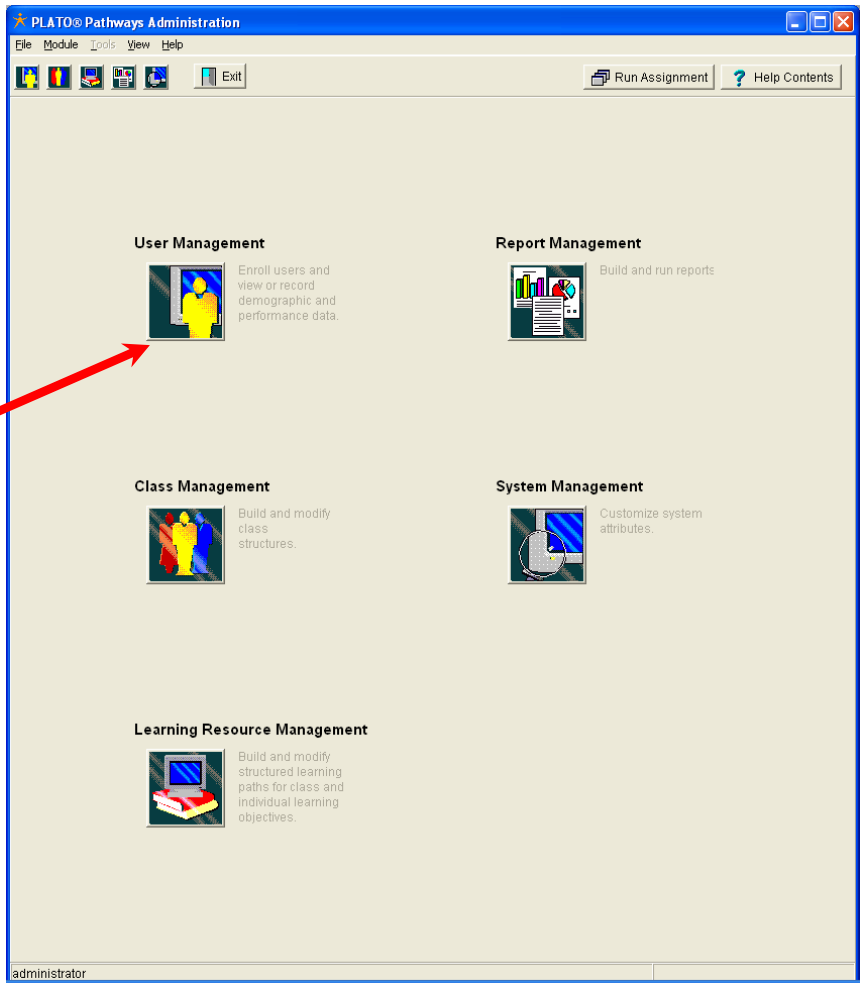 PLATO® Pathways Administration
File Module Tools View Help
Exit
Run Assignment
? Help Contents
User Management
Enroll users and
view or record
demographic and
performance data.
Report Management
Build and run reports
Class Management
Build and modify
class
structures.
System Management
Customize system
attributes.
Learning Resource Management
Build and modify
structured learning
paths for class and
individual learning
objectives.
administrator